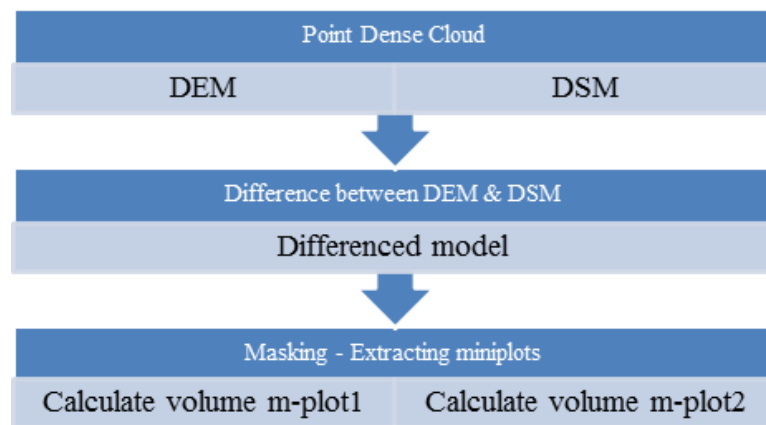 Point Dense Cloud
DEM DSM
Difference between DEM & DSM
Differenced model
Masking - Extracting miniplots
Calculate volume m-plot1 Calculate volume m-plot2